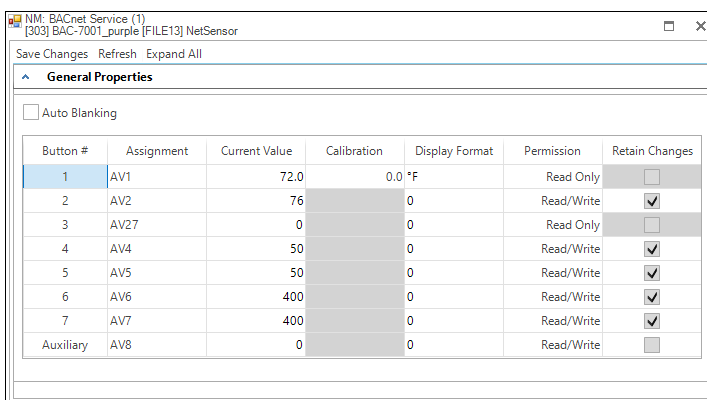 NM: BACnet Service (1)
[303] BAC-7001_purple [FILE13] NetSensor
Save Changes Refresh Expand All
General Properties
Auto Blanking
Button # Assignment Current Value Calibration Display Format Permission Retain Changes
1 AV1 72.0 0.0 °F Read Only
2 AV2 76 0 Read/Write
3 AV27 0 0 Read Only
4 AV4 50 0 Read/Write
5 AV5 50 0 Read/Write
6 AV6 400 0 Read/Write
7 AV7 400 0 Read/Write
Auxiliary AV8 0 0 Read/Write